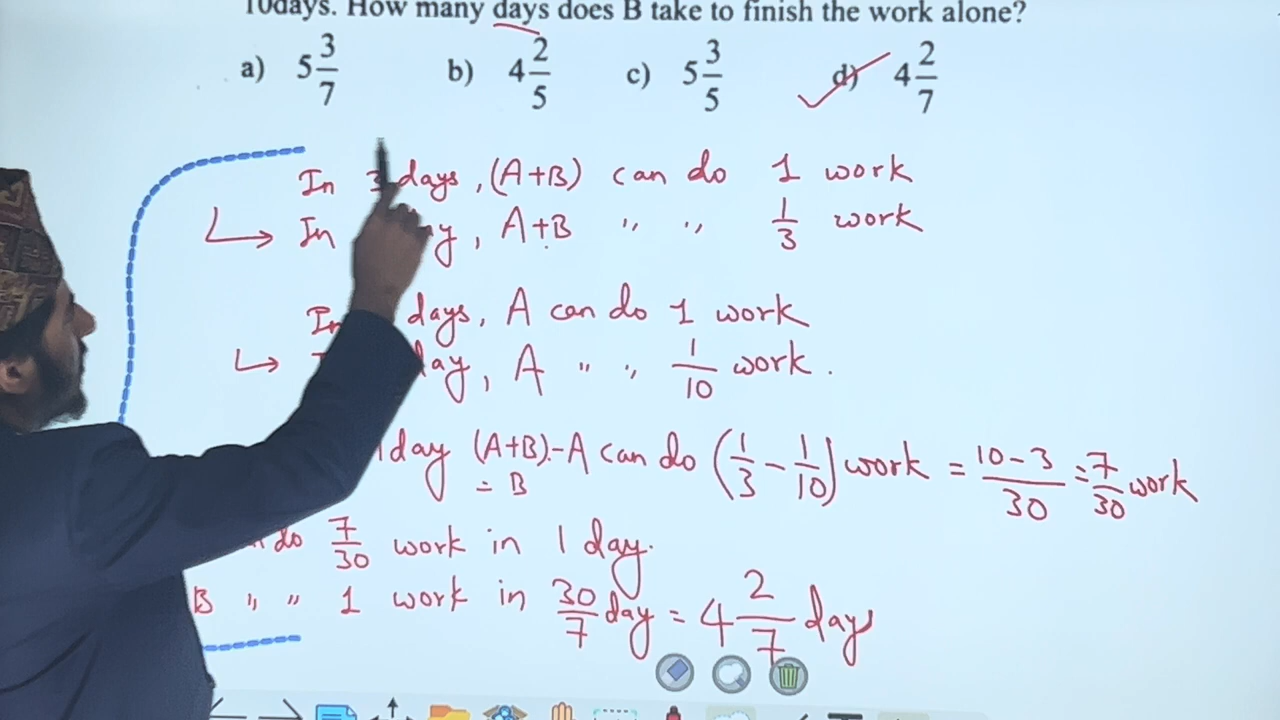 10days. How many days does B take to finish the work alone?
a) 5 3/7 b) 4 2/5 c) 5 3/5 d) 4 2/7
In 3 days, (A+B) can do 1 work
In y, A+B " " 1/3 work
In days, A can do 1 work
day, A " " 1/10 work.
1day (A+B)-A can do (1/3 - 1/10) work = 10-3/30 = 7/30 work
= B
do 7/30 work in 1 day.
B " " 1 work in 30/7 day = 4 2/7 days